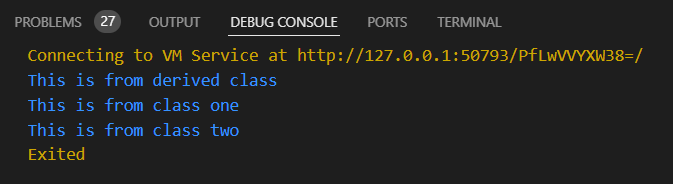 PROBLEMS 27 OUTPUT DEBUG CONSOLE PORTS TERMINAL
Connecting to VM Service at http://127.0.0.1:50793/PfLwVVYXW38=/
This is from derived class
This is from class one
This is from class two
Exited